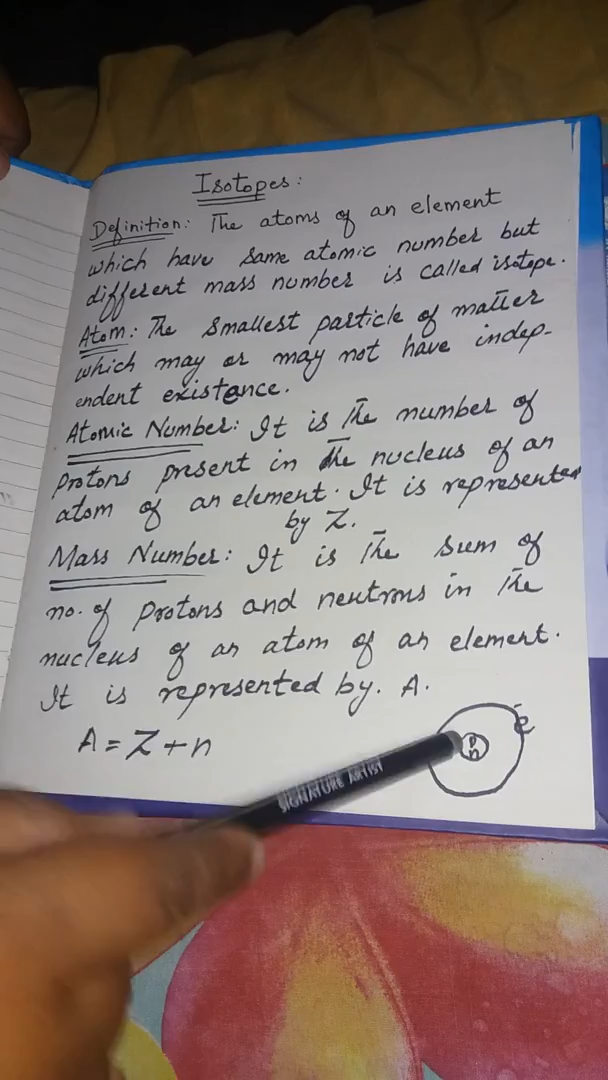 Isotopes:
Definition: The atoms of an element
which have same atomic number but
different mass number is called isotope.
Atom: The smallest particle of matter
which may or may not have indep-
endent existance.
Atomic Number: It is the number of
protons present in the nucleus of an
atom of an element. It is represented
by Z.
Mass Number: It is the sum of
no. of protons and neutrons in the
nucleus of an atom of an element.
It is represented by. A.
A = Z + n
e
p
n
SIGNATURE ARTIST